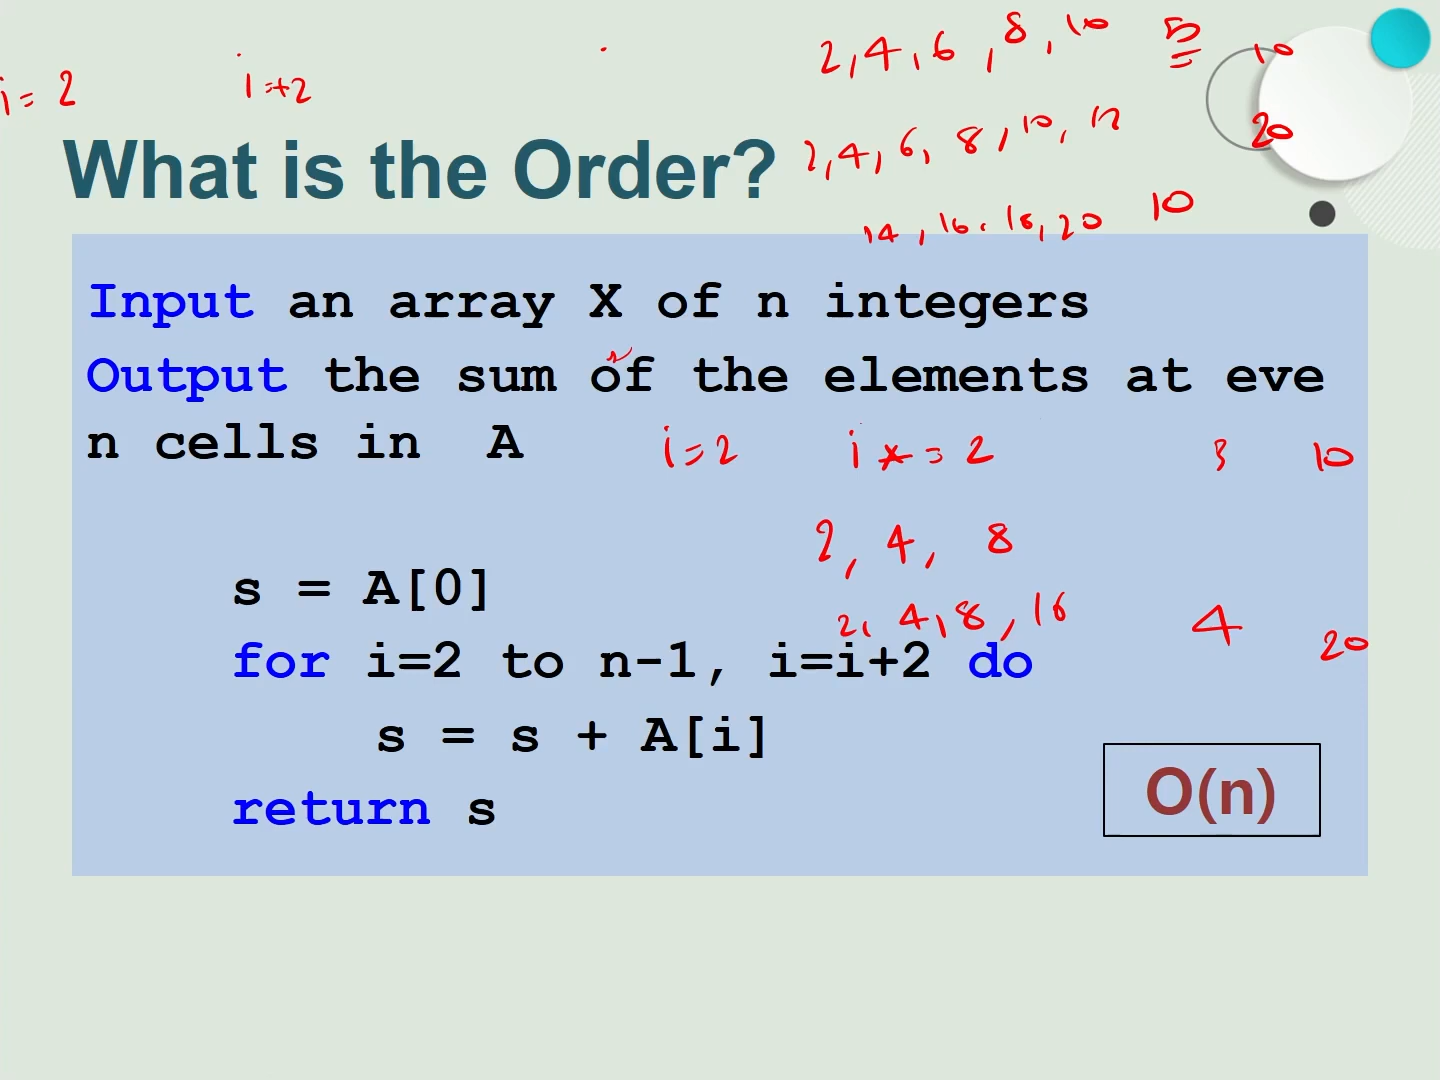 2, 4, 6, 8, 10 5 10
i = 2 i =+2
2, 4, 6, 8, 10, 12 20
What is the Order?
14, 16, 18, 20 10
Input an array X of n integers
Output the sum of the elements at eve
n cells in A
i = 2 i *= 2 3 10
2, 4, 8
s = A[0]
2, 4, 8, 16 4 20
for i=2 to n-1, i=i+2 do
s = s + A[i]
return s
O(n)